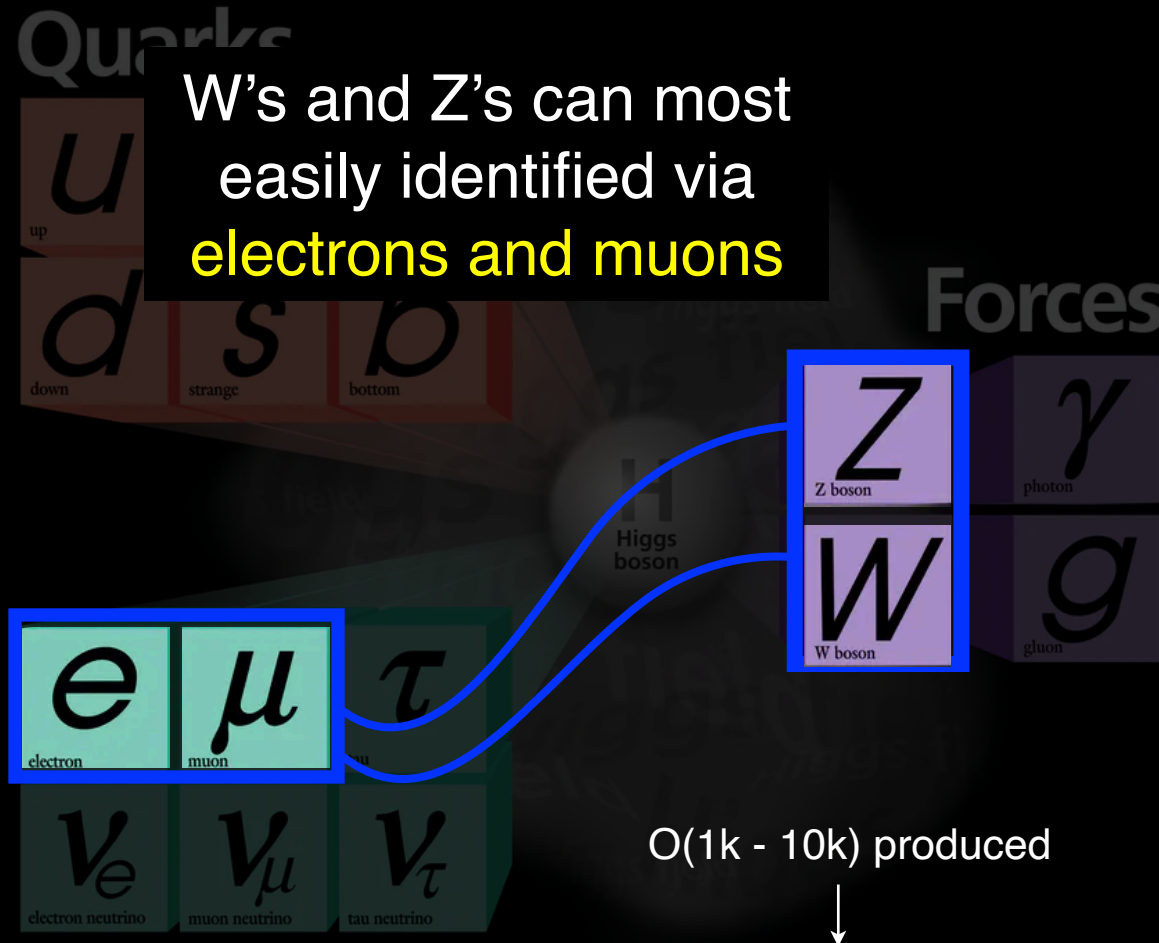 Quarks
W's and Z's can most
easily identified via
electrons and muons
u
up
d
down
s
strange
b
bottom
Forces
Z
Z boson
γ
photon
H
Higgs
boson
W
W boson
g
gluon
e
electron
μ
muon
τ
νe
electron neutrino
νμ
muon neutrino
ντ
tau neutrino
O(1k - 10k) produced